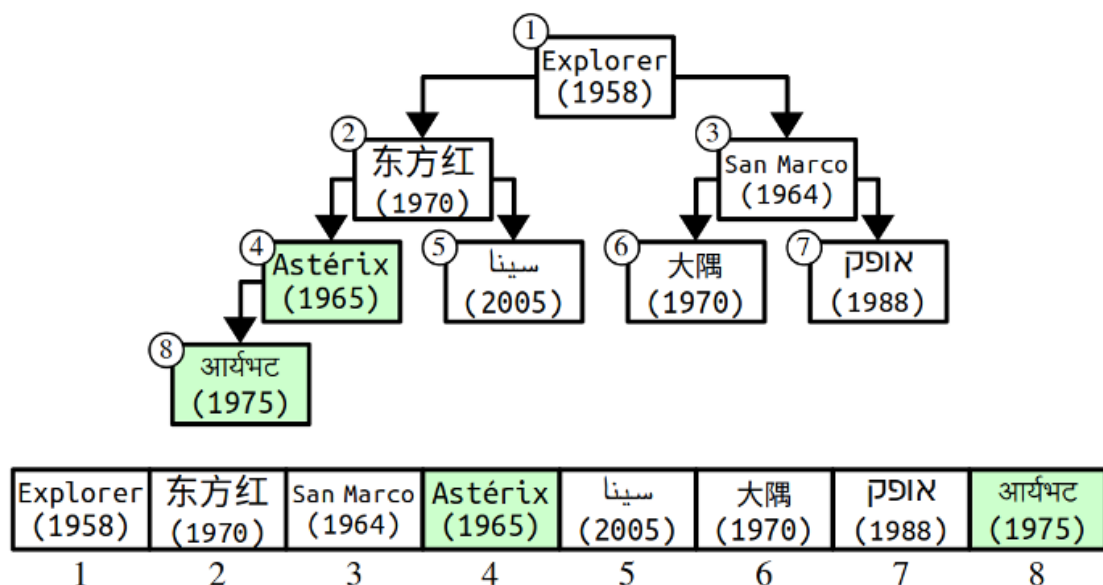 1
Explorer
(1958)
2
东方红
(1970)
3
San Marco
(1964)
4
Astérix
(1965)
5
سينا
(2005)
6
大隅
(1970)
7
אופק
(1988)
8
आर्यभट
(1975)
Explorer 东方红 San Marco Astérix سينا 大隅 אופק आर्यभट
(1958) (1970) (1964) (1965) (2005) (1970) (1988) (1975)
1 2 3 4 5 6 7 8